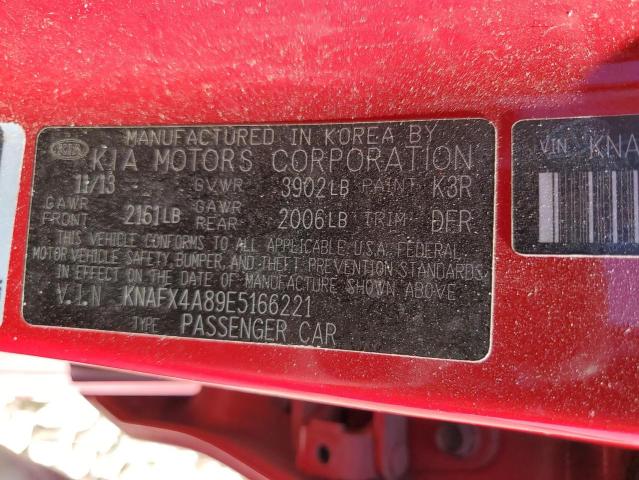 MANUFACTURED IN KOREA BY
KIA MOTORS CORPORATION
11/13 GVWR 3902LB PAINT K3R
GAWR FRONT 2161LB GAWR REAR 2006LB TRIM DFR
THIS VEHICLE CONFORMS TO ALL APPLICABLE U.S.A. FEDERAL
MOTOR VEHICLE SAFETY, BUMPER, AND THEFT PREVENTION STANDARDS
IN EFFECT ON THE DATE OF MANUFACTURE SHOWN ABOVE.
V.I.N KNAFX4A89E5166221
TYPE PASSENGER CAR
VIN KNA